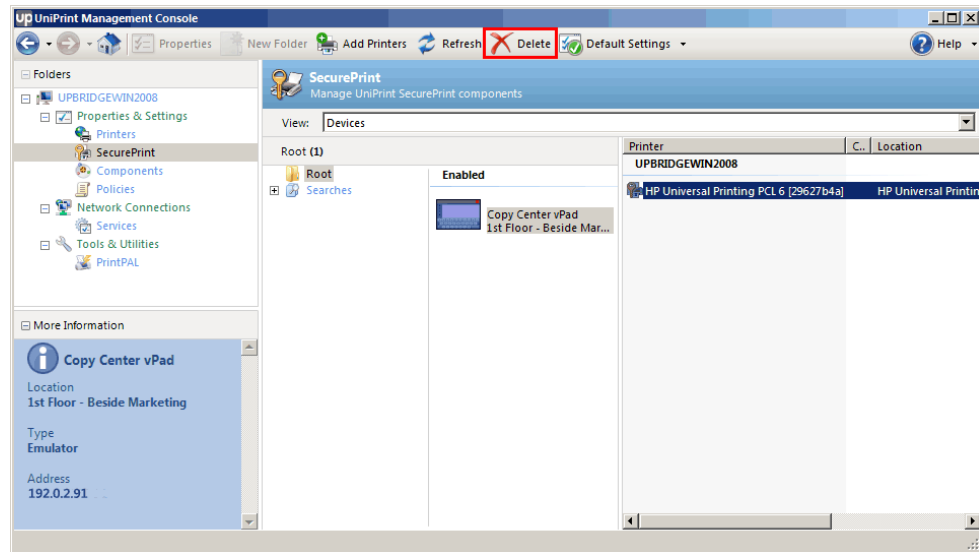 UP UniPrint Management Console
Properties New Folder Add Printers Refresh Delete Default Settings Help
Folders
UPBRIDGEWIN2008
Properties & Settings
Printers
SecurePrint
Components
Policies
Network Connections
Services
Tools & Utilities
PrintPAL
More Information
Copy Center vPad
Location
1st Floor - Beside Marketing
Type
Emulator
Address
192.0.2.91
SecurePrint
Manage UniPrint SecurePrint components
View: Devices
Root (1)
Root
Searches
Enabled
Copy Center vPad
1st Floor - Beside Mar...
Printer C.. Location
UPBRIDGEWIN2008
HP Universal Printing PCL 6 [29627b4a] HP Universal Printin